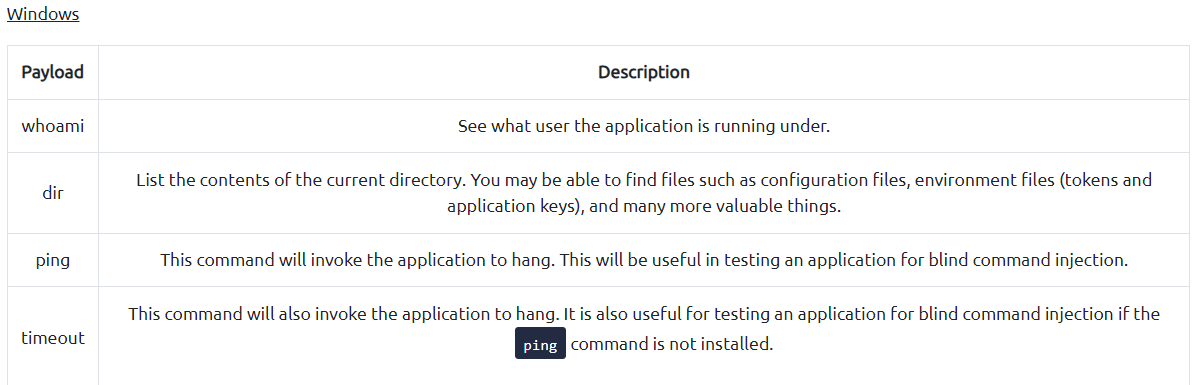 Windows
Payload Description
whoami See what user the application is running under.
dir List the contents of the current directory. You may be able to find files such as configuration files, environment files (tokens and
application keys), and many more valuable things.
ping This command will invoke the application to hang. This will be useful in testing an application for blind command injection.
timeout This command will also invoke the application to hang. It is also useful for testing an application for blind command injection if the
ping command is not installed.